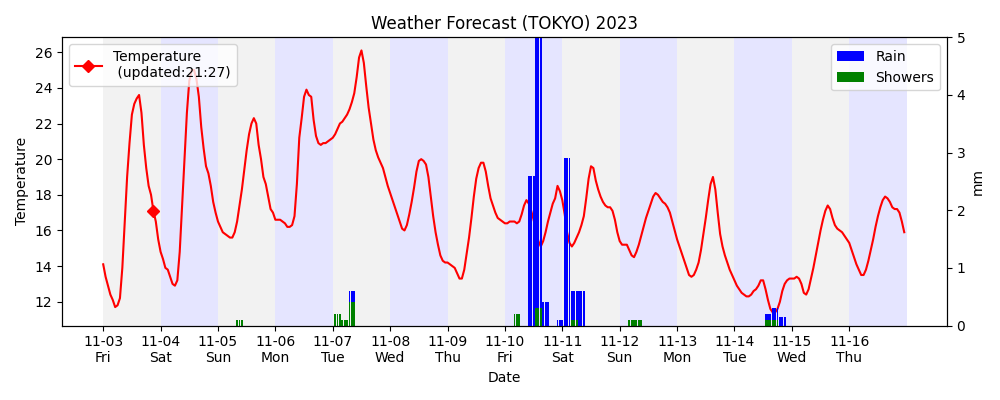 Weather Forecast (TOKYO) 2023
Temperature
(updated:21:27)
Rain
Showers
Temperature
26
24
22
20
18
16
14
12
5
4
3
2
1
0
mm
11-03 11-04 11-05 11-06 11-07 11-08 11-09 11-10 11-11 11-12 11-13 11-14 11-15 11-16
Fri Sat Sun Mon Tue Wed Thu Fri Sat Sun Mon Tue Wed Thu
Date